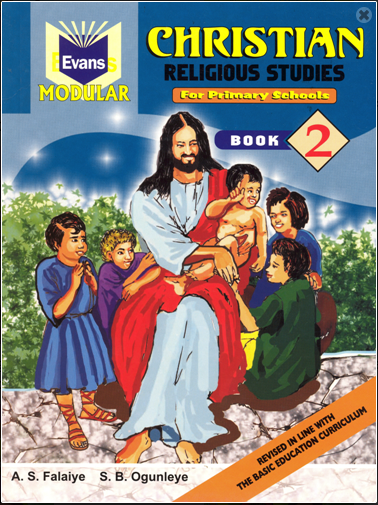 Evans
MODULAR
CHRISTIAN
RELIGIOUS STUDIES
For Primary Schools
BOOK 2
REVISED IN LINE WITH
THE BASIC EDUCATION CURRICULUM
A. S. Falaiye S. B. Ogunleye